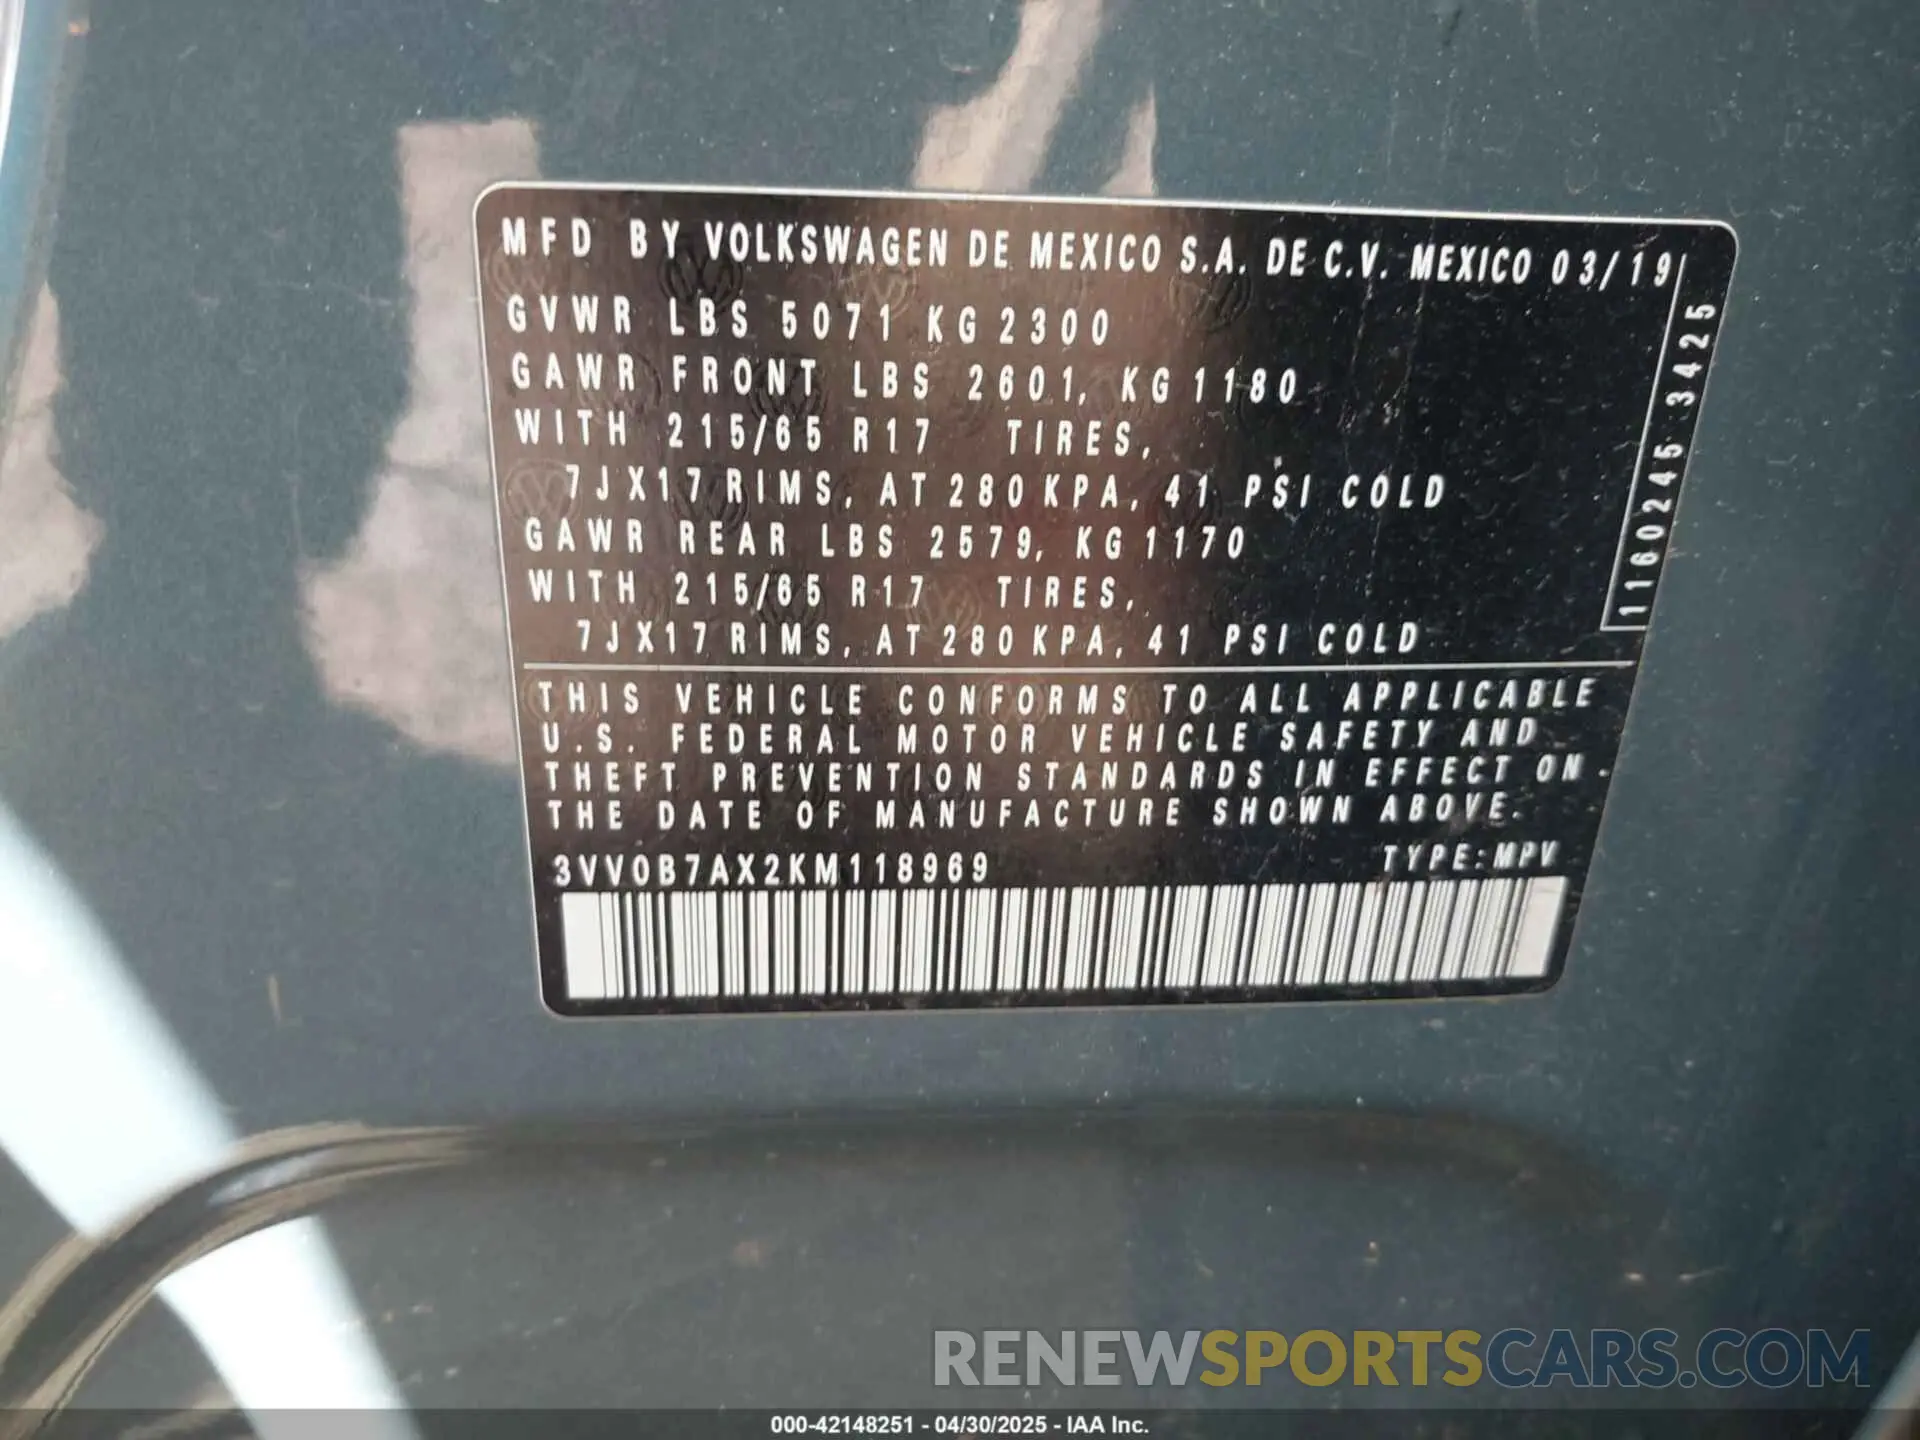 MFD BY VOLKSWAGEN DE MEXICO S.A. DE C.V. MEXICO 03/19
GVWR LBS 5071 KG 2300
GAWR FRONT LBS 2601, KG 1180
WITH 215/65 R17 TIRES,
7JX17 RIMS, AT 280 KPA, 41 PSI COLD
GAWR REAR LBS 2579, KG 1170
WITH 215/65 R17 TIRES,
7JX17 RIMS, AT 280 KPA, 41 PSI COLD
1160245 3425
THIS VEHICLE CONFORMS TO ALL APPLICABLE
U.S. FEDERAL MOTOR VEHICLE SAFETY AND
THEFT PREVENTION STANDARDS IN EFFECT ON
THE DATE OF MANUFACTURE SHOWN ABOVE.
3VV0B7AX2KM118969 TYPE:MPV
RENEWSPORTSCARS.COM
000-42148251 - 04/30/2025 - IAA Inc.